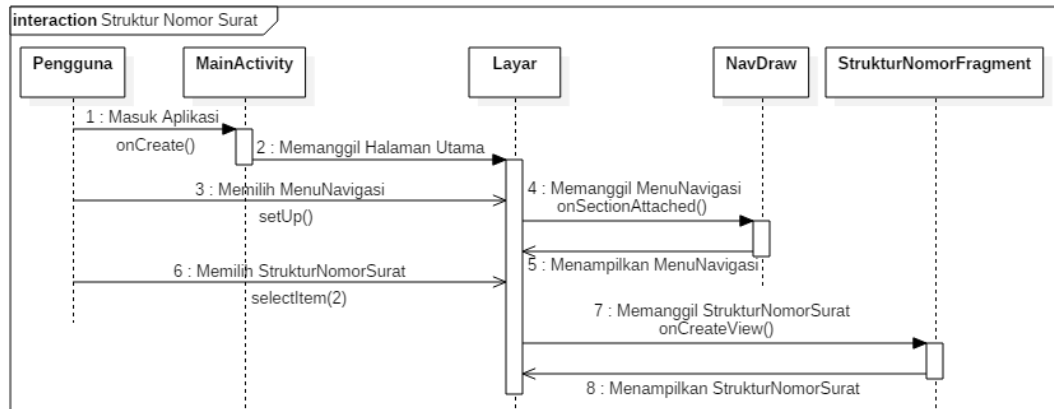 interaction Struktur Nomor Surat
Pengguna
MainActivity
Layar
NavDraw
StrukturNomorFragment
1 : Masuk Aplikasi
onCreate()
2 : Memanggil Halaman Utama
3 : Memilih MenuNavigasi
setUp()
4 : Memanggil MenuNavigasi
onSectionAttached()
5 : Menampilkan MenuNavigasi
6 : Memilih StrukturNomorSurat
selectItem(2)
7 : Memanggil StrukturNomorSurat
onCreateView()
8 : Menampilkan StrukturNomorSurat